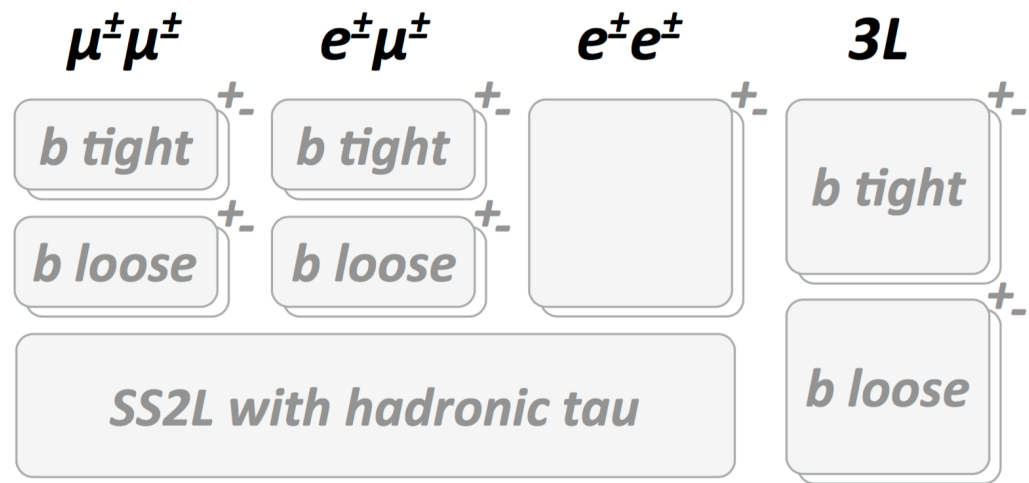 μ±μ± e±μ± e±e± 3L
+- +- +- +-
b tight b tight b tight
+- +- +-
b loose b loose b loose
SS2L with hadronic tau